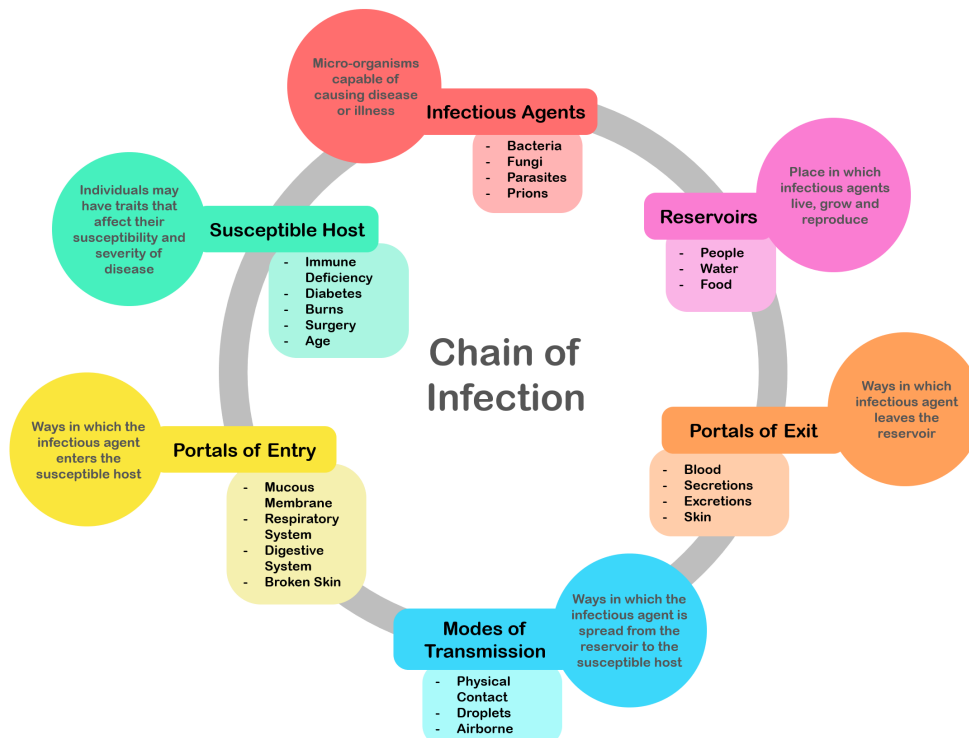 Micro-organisms
capable of
causing disease
or illness
Infectious Agents
- Bacteria
- Fungi
- Parasites
- Prions
Place in which
infectious agents
live, grow and
reproduce
Reservoirs
- People
- Water
- Food
Ways in which
infectious agent
leaves the
reservoir
Portals of Exit
- Blood
- Secretions
- Excretions
- Skin
Ways in which the
infectious agent is
spread from the
reservoir to the
susceptible host
Modes of
Transmission
- Physical
Contact
- Droplets
- Airborne
Ways in which the
infectious agent
enters the
susceptible host
Portals of Entry
- Mucous
Membrane
- Respiratory
System
- Digestive
System
- Broken Skin
Individuals may
have traits that
affect their
susceptibility and
severity of
disease
Susceptible Host
- Immune
Deficiency
- Diabetes
- Burns
- Surgery
- Age
Chain of
Infection